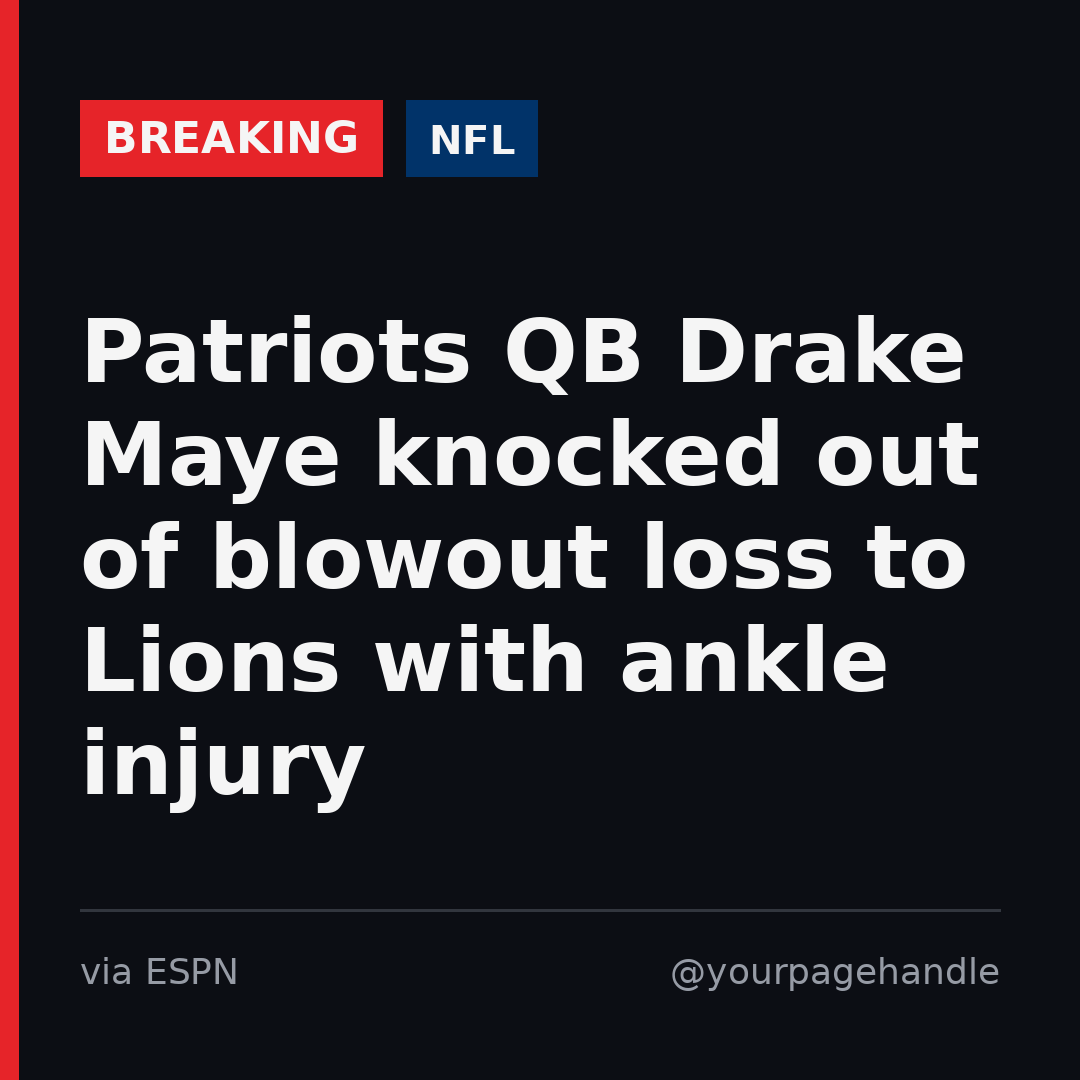 BREAKING NFL
Patriots QB Drake
Maye knocked out
of blowout loss to
Lions with ankle
injury
via ESPN @yourpagehandle